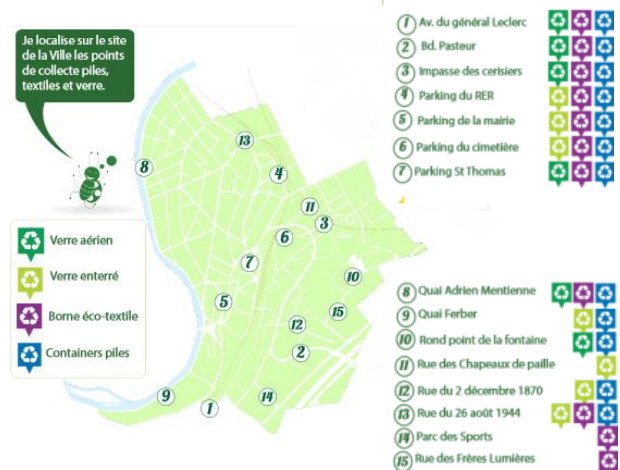 Je localise sur le site
de la Ville les points
de collecte piles,
textiles et verre.
13
8
4
11
3
6
7
10
5
15
12
2
9
1
14
Verre aérien
Verre enterré
Borne éco-textile
Containers piles
1 Av. du général Leclerc
2 Bd. Pasteur
3 Impasse des cerisiers
4 Parking du RER
5 Parking de la mairie
6 Parking du cimetière
7 Parking St Thomas
8 Quai Adrien Mentienne
9 Quai Ferber
10 Rond point de la fontaine
11 Rue des Chapeaux de paille
12 Rue du 2 décembre 1870
13 Rue du 26 août 1944
14 Parc des Sports
15 Rue des Frères Lumières